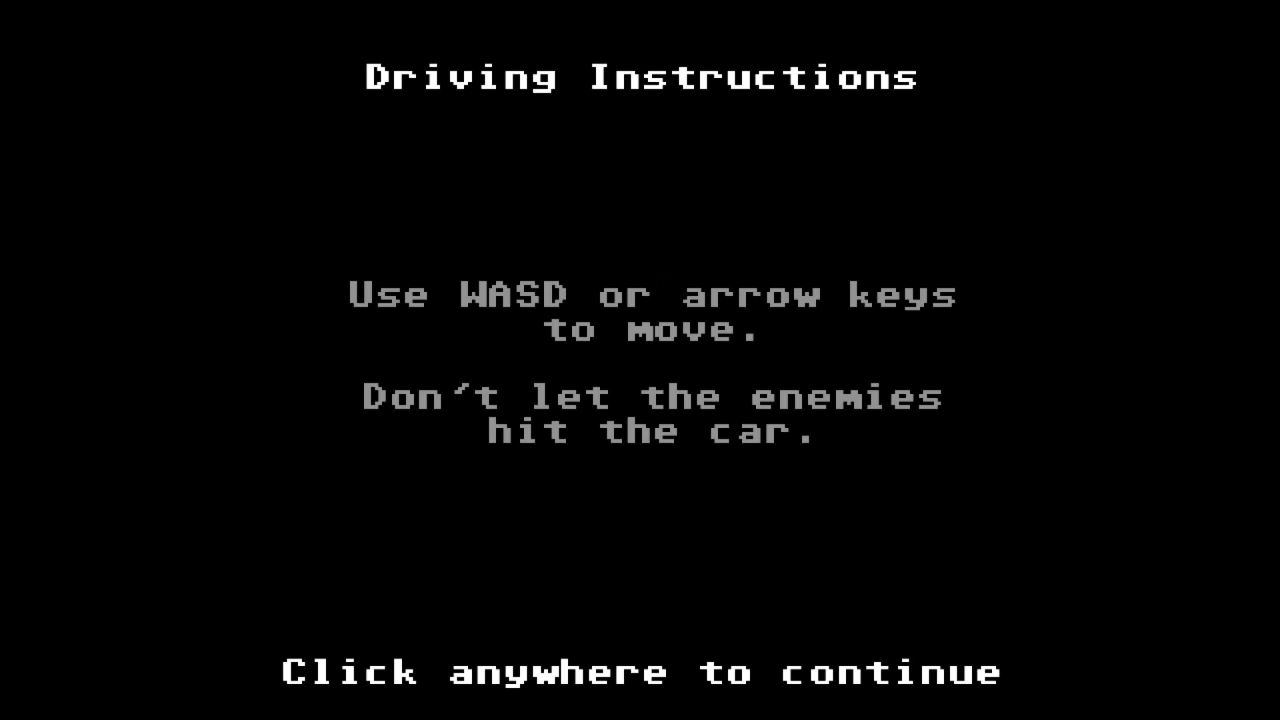 Driving Instructions
Use WASD or arrow keys
to move.
Don't let the enemies
hit the car.
Click anywhere to continue